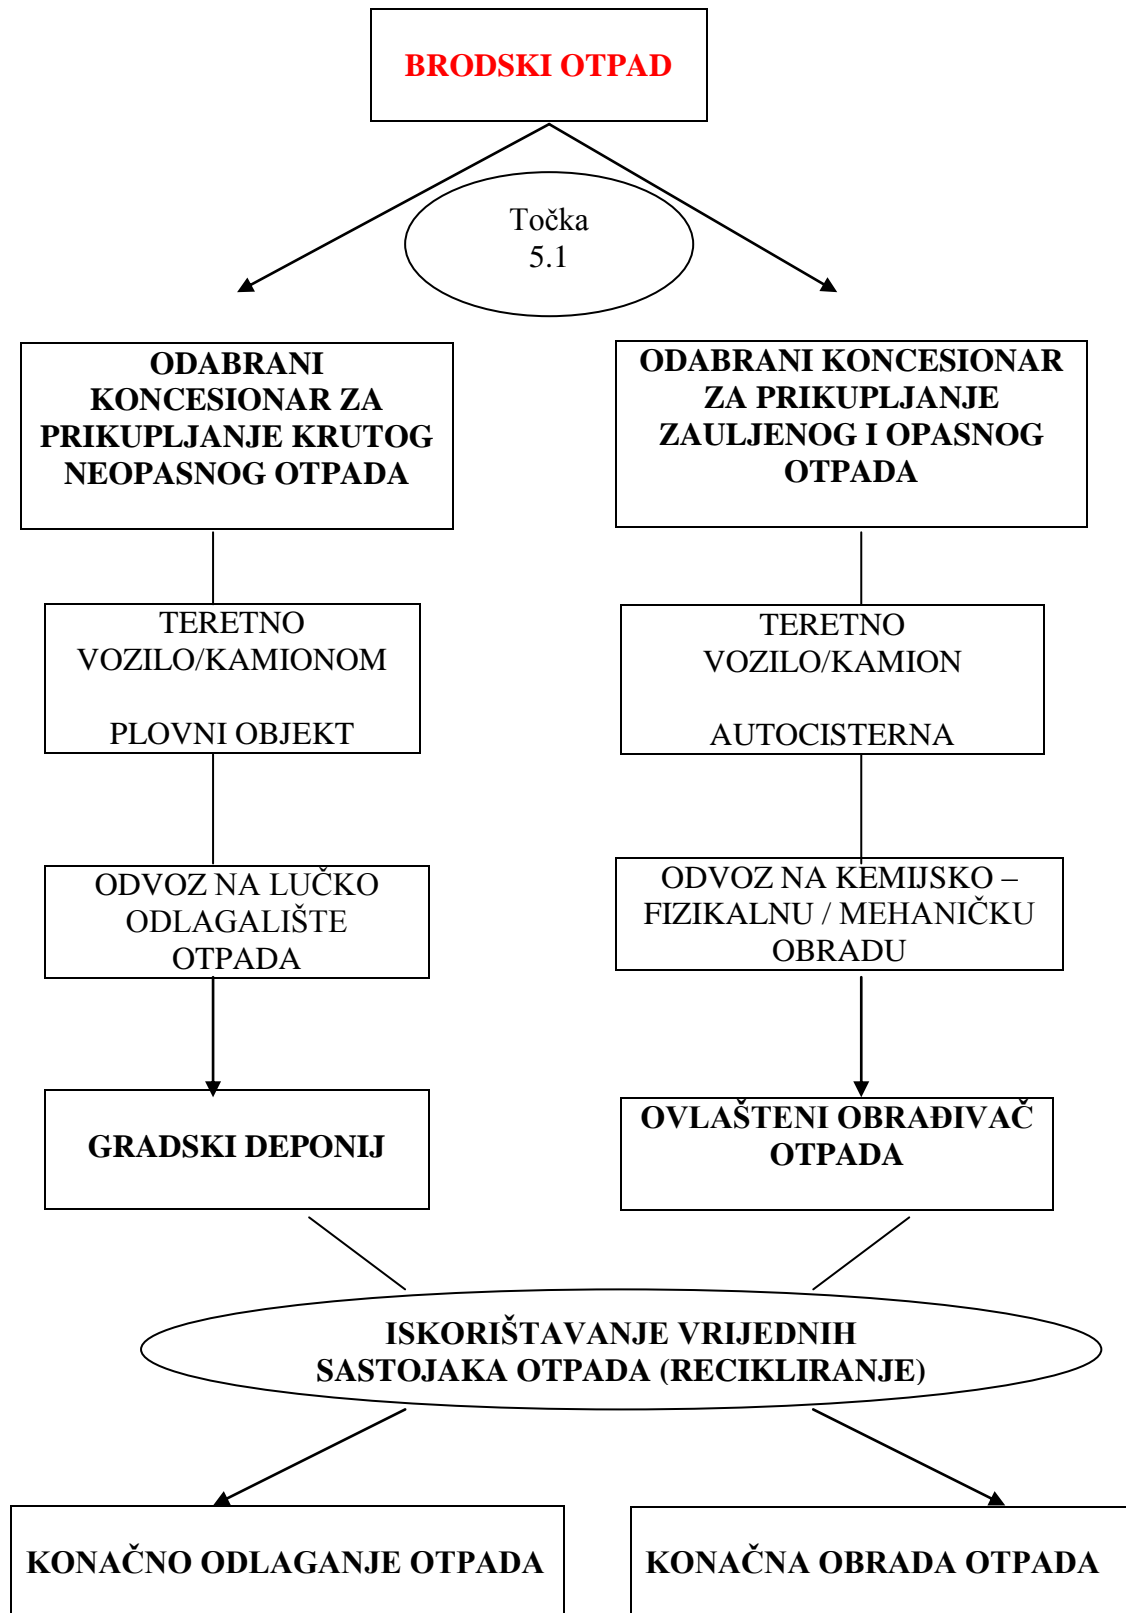 BRODSKI OTPAD
Točka
5.1
ODABRANI
KONCESIONAR ZA
PRIKUPLJANJE KRUTOG
NEOPASNOG OTPADA
ODABRANI KONCESIONAR
ZA PRIKUPLJANJE
ZAULJENOG I OPASNOG
OTPADA
TERETNO
VOZILO/KAMIONOM
PLOVNI OBJEKT
TERETNO
VOZILO/KAMION
AUTOCISTERNA
ODVOZ NA LUČKO
ODLAGALIŠTE
OTPADA
ODVOZ NA KEMIJSKO –
FIZIKALNU / MEHANIČKU
OBRADU
GRADSKI DEPONIJ
OVLAŠTENI OBRAĐIVAČ
OTPADA
ISKORIŠTAVANJE VRIJEDNIH
SASTOJAKA OTPADA (RECIKLIRANJE)
KONAČNO ODLAGANJE OTPADA
KONAČNA OBRADA OTPADA